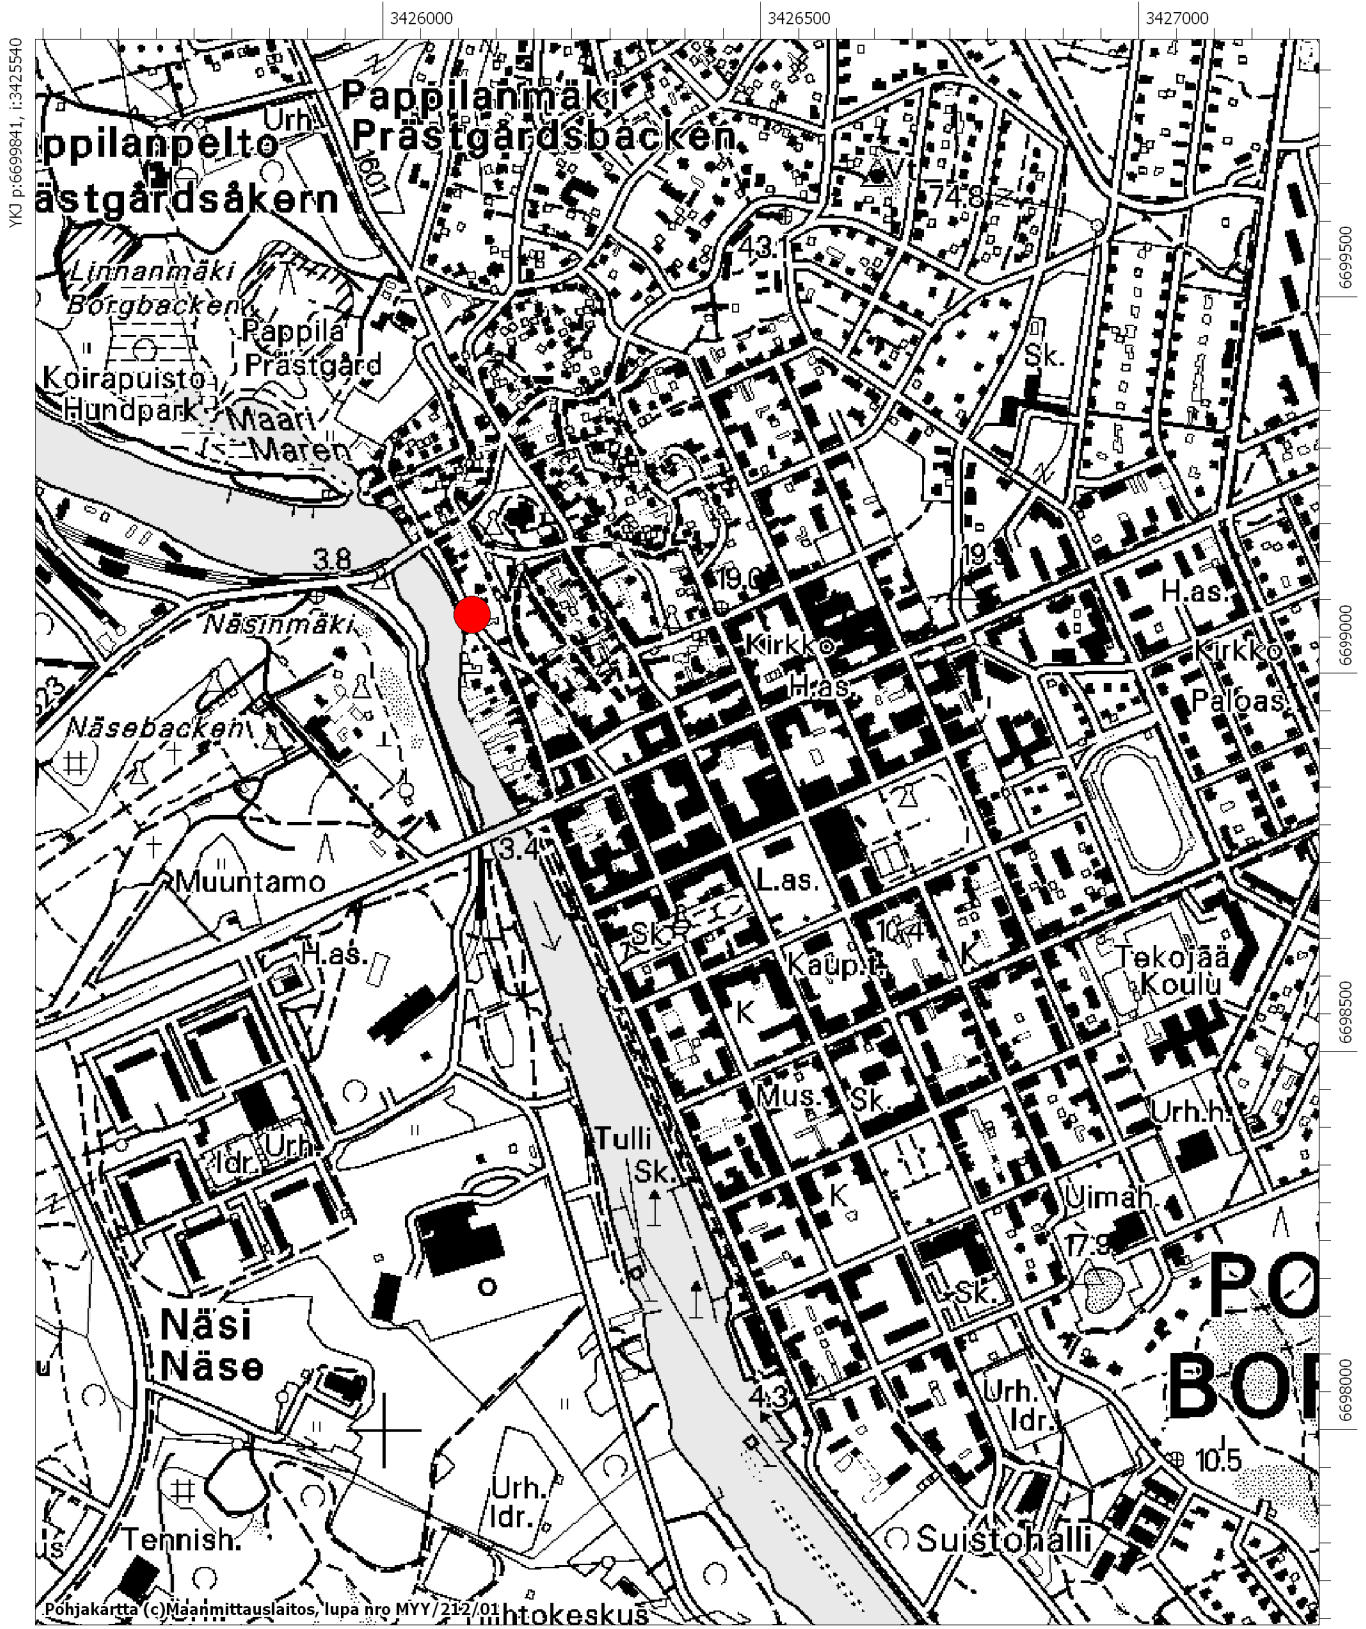 3426000
3426500
3427000
YKJ p:6699841, i:3425540
Pappilanmäki
Prästgårdsbacken
Urh.
1601
ppilanpelto
ästgårdsåkern
74.8
43.1
6699500
Linnanmäki
Borgbacken
Pappila
Prästgård
Koirapuisto
Hundpark
Maari
Maren
Sk.
3.8
19.0
19.
H.as.
Näsinmäki
6699000
Kirkko
Kirkko
H.as.
Paloas.
Näsebacken
3.4
Muuntamo
L.as.
Sk.
10.4
H.as.
K
Kaup.t.
Tekojää
Koulu
K
6698500
Mus.
Sk.
Urh.h.
Tulli
Urh.
Idr.
Sk.
K
Uimah.
17.9
Sk.
PO
Näsi
Näse
BOR
6698000
4.3
Urh.
Idr.
10.5
Urh.
Idr.
Tennish.
Suistohalli
Pohjakartta (c)Maanmittauslaitos, lupa nro MYY/212/01
htokeskus